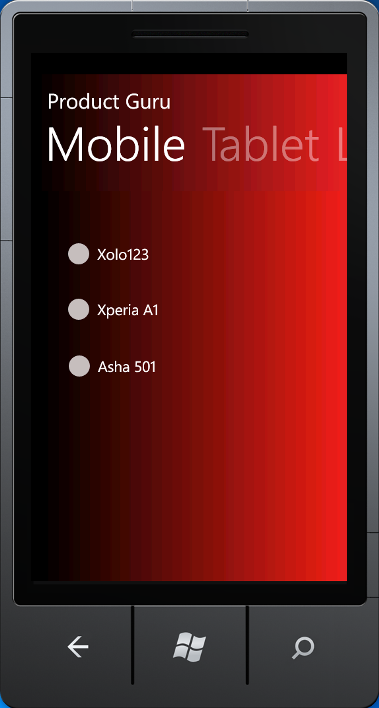 Product Guru
Mobile Tablet L
Xolo123
Xperia A1
Asha 501